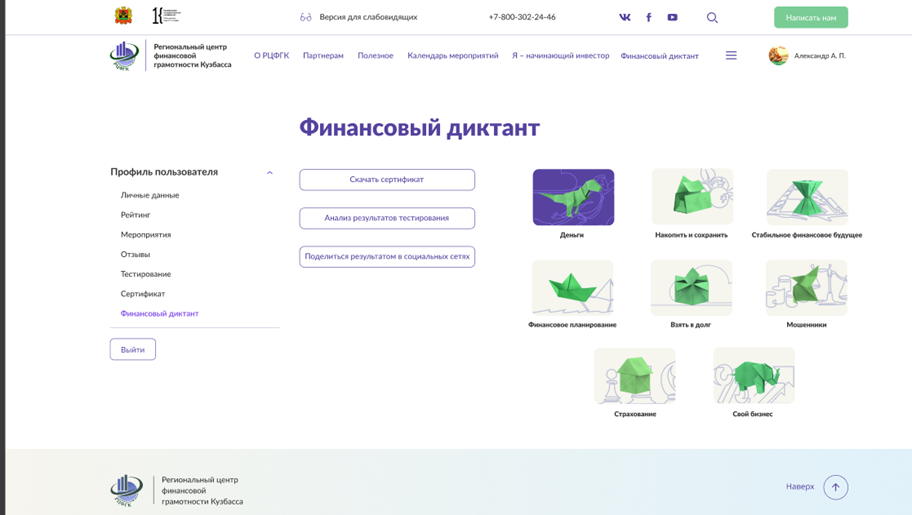 Версия для слабовидящих
+7-800-302-24-46
Написать нам
Региональный центр
финансовой
грамотности Кузбасса
О РЦФГК
Партнерам
Полезное
Календарь мероприятий
Я – начинающий инвестор
Финансовый диктант
Александр А. П.
Финансовый диктант
Профиль пользователя
Личные данные
Рейтинг
Мероприятия
Отзывы
Тестирование
Сертификат
Финансовый диктант
Выйти
Скачать сертификат
Анализ результатов тестирования
Поделиться результатом в социальных сетях
Деньги
Накопить и сохранить
Стабильное финансовое будущее
Финансовое планирование
Взять в долг
Мошенники
Страхование
Свой бизнес
Региональный центр
финансовой
грамотности Кузбасса
Наверх